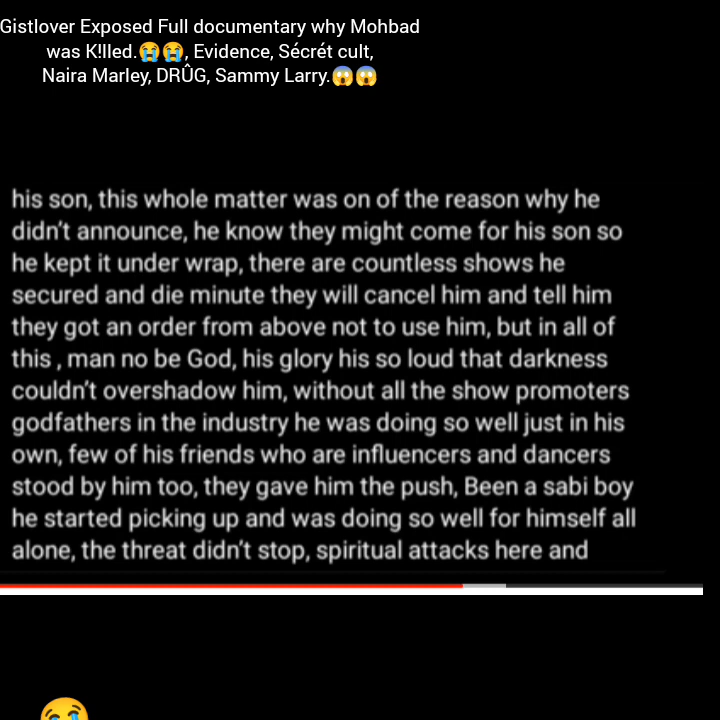 Gistlover Exposed Full documentary why Mohbad
was K!lled.😭😭, Evidence, Sécrét cult,
Naira Marley, DRÛG, Sammy Larry.😱😱
his son, this whole matter was on of the reason why he
didn't announce, he know they might come for his son so
he kept it under wrap, there are countless shows he
secured and die minute they will cancel him and tell him
they got an order from above not to use him, but in all of
this , man no be God, his glory his so loud that darkness
couldn't overshadow him, without all the show promoters
godfathers in the industry he was doing so well just in his
own, few of his friends who are influencers and dancers
stood by him too, they gave him the push, Been a sabi boy
he started picking up and was doing so well for himself all
alone, the threat didn't stop, spiritual attacks here and